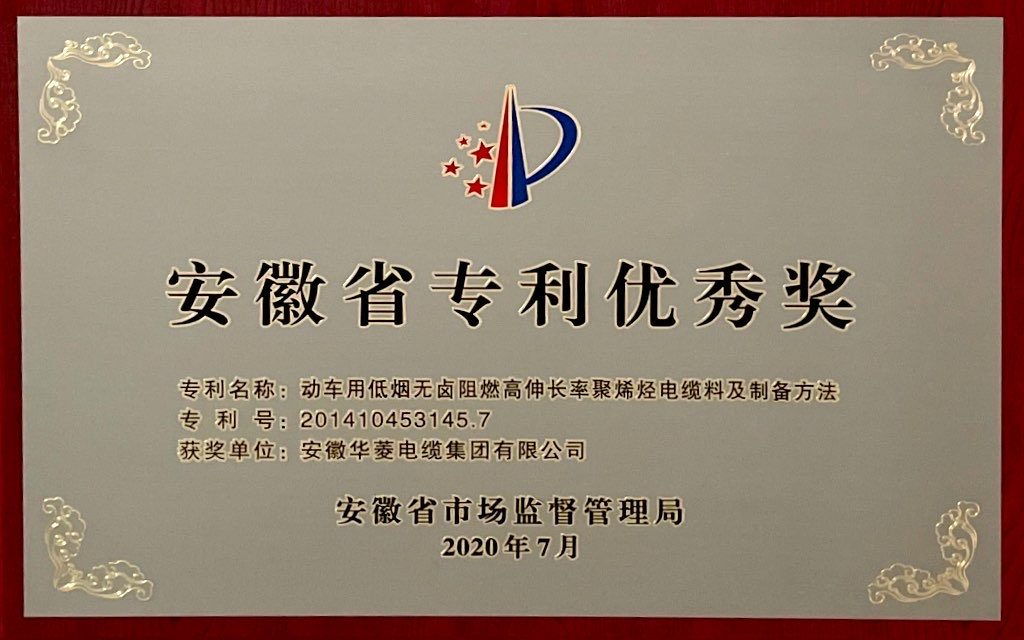 安徽省专利优秀奖
专利名称：动车用低烟无卤阻燃高伸长率聚烯烃电缆料及制备方法
专 利 号：201410453145.7
获奖单位：安徽华菱电缆集团有限公司
安徽省市场监督管理局
2020年7月